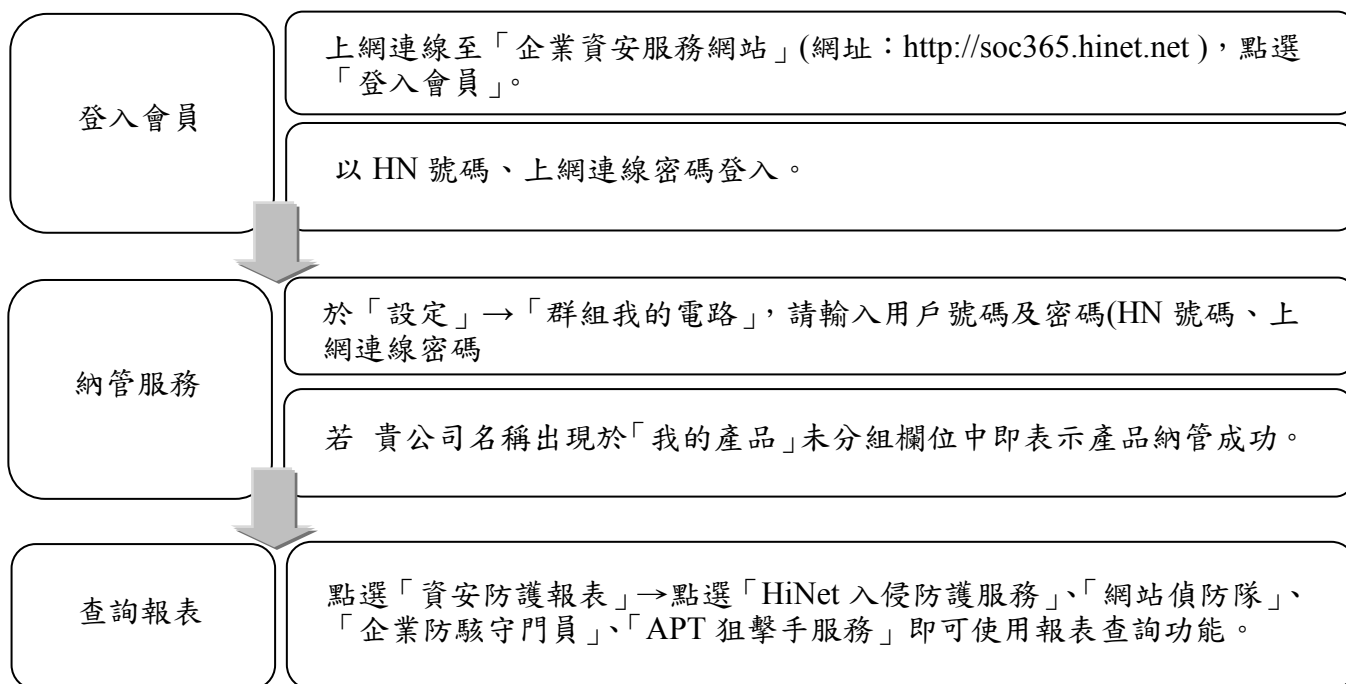 登入會員
上網連線至「企業資安服務網站」(網址：http://soc365.hinet.net )，點選
「登入會員」。
以 HN 號碼、上網連線密碼登入。
納管服務
於「設定」→「群組我的電路」，請輸入用戶號碼及密碼(HN 號碼、上
網連線密碼
若 貴公司名稱出現於「我的產品」未分組欄位中即表示產品納管成功。
查詢報表
點選「資安防護報表」→點選「HiNet 入侵防護服務」、「網站偵防隊」、
「企業防駭守門員」、「APT 狙擊手服務」即可使用報表查詢功能。